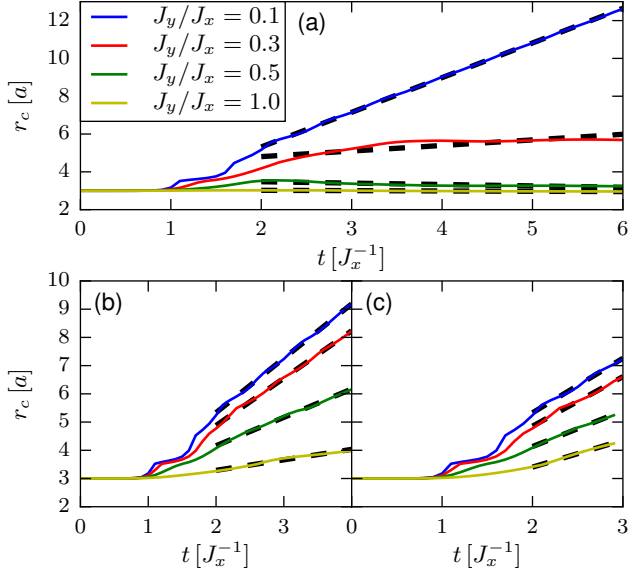 J_y/J_x = 0.1
J_y/J_x = 0.3
J_y/J_x = 0.5
J_y/J_x = 1.0
(a)
r_c [a]
12
10
8
6
4
2
0 1 2 3 4 5 6
t [J_x^{-1}]
(b)
(c)
r_c [a]
10
9
8
7
6
5
4
3
2
0 1 2 3 0 1 2 3
t [J_x^{-1}]
t [J_x^{-1}]